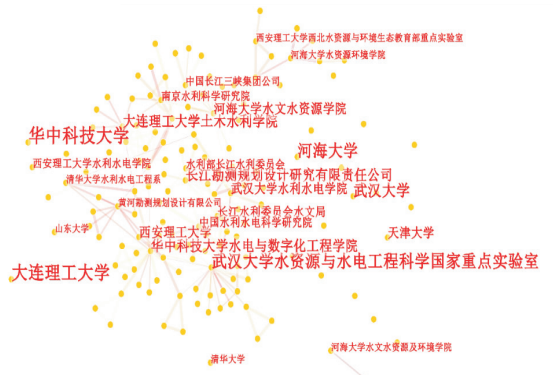 西安理工大学西北水资源与环境生态教育部重点实验室
河海大学水资源环境学院
中国长江三峡集团公司
南京水利科学研究院
河海大学水文水资源学院
大连理工大学土木水利学院
华中科技大学
河海大学
西安理工大学水利水电学院
水利部长江水利委员会
长江勘测规划设计研究有限责任公司
清华大学水利水电工程系
武汉大学水利水电学院
武汉大学
黄河勘测规划设计有限公司
长江水利委员会水文局
中国水利水电科学研究院
山东大学
西安理工大学
天津大学
华中科技大学水电与数字化工程学院
武汉大学水资源与水电工程科学国家重点实验室
大连理工大学
河海大学水文水资源及环境学院
清华大学